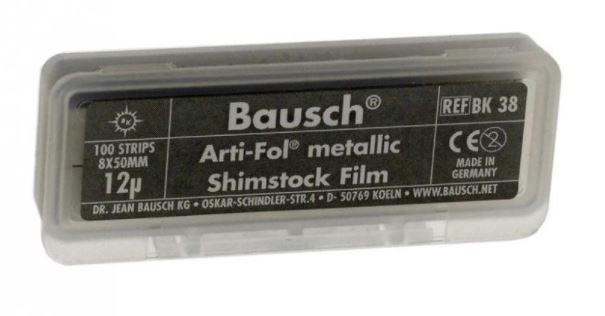 Bausch®
REF BK 38
100 STRIPS
8X50MM
12µ
Arti-Fol® metallic
Shimstock Film
CE
MADE IN
GERMANY
DR. JEAN BAUSCH KG • OSKAR-SCHINDLER-STR.4 • D- 50769 KOELN • WWW.BAUSCH.NET